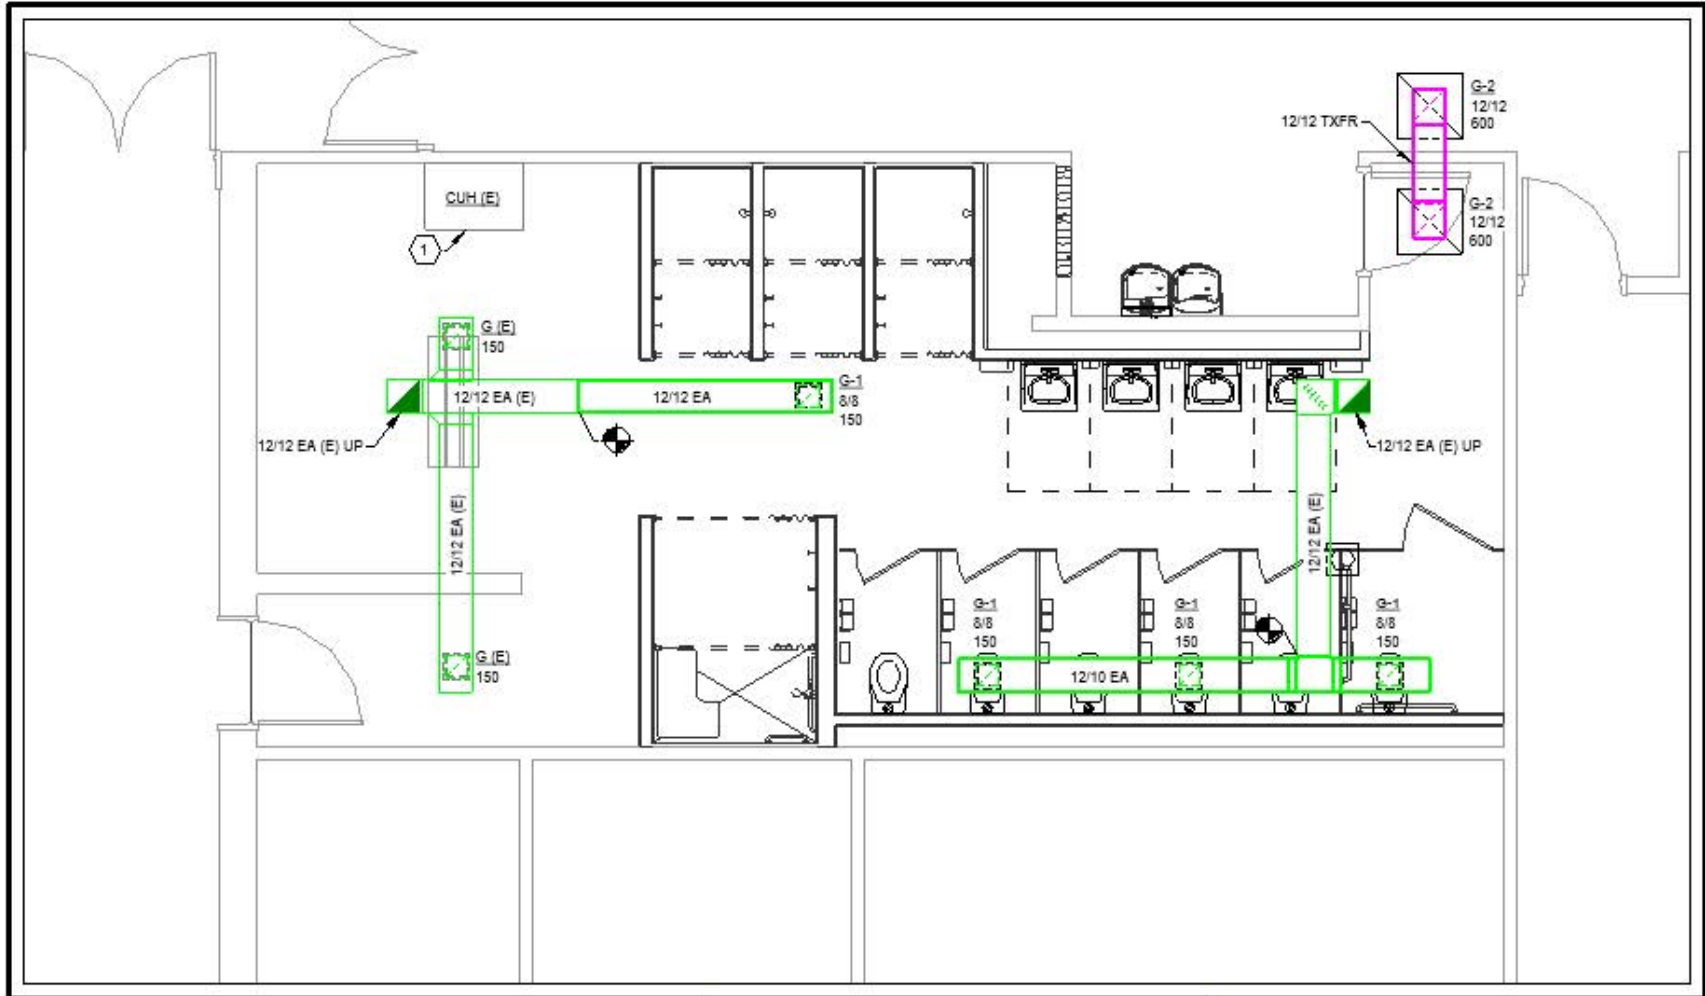 G-2
12/12
600
12/12 TXFR
CUH (E)
1
G-2
12/12
600
G (E)
150
12/12 EA (E)
12/12 EA
G-1
8/8
150
12/12 EA (E) UP
12/12 EA (E) UP
12/12 EA (E)
12/12 EA (E)
G-1
8/8
150
G-1
8/8
150
G-1
8/8
150
G (E)
150
12/10 EA